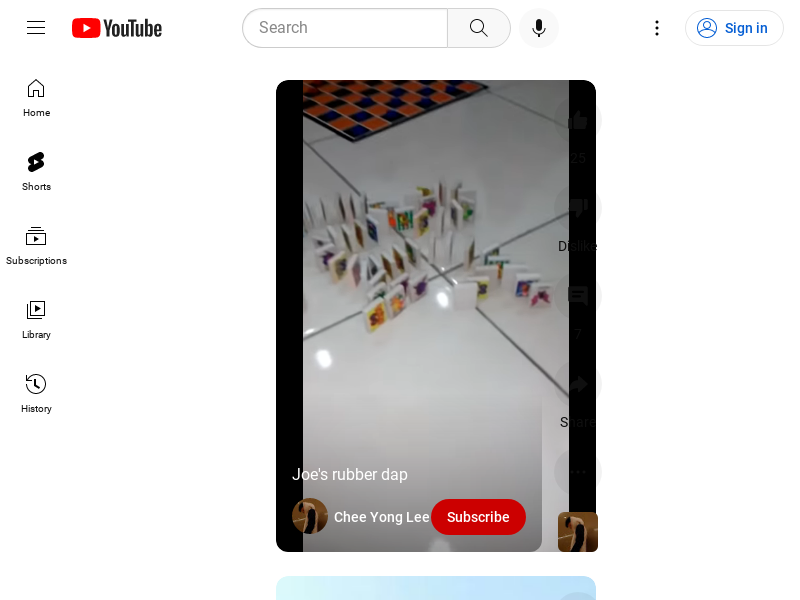 YouTube
Search
Sign in
Home
Shorts
Subscriptions
Library
History
25
Dislike
7
Share
Joe's rubber dap
Chee Yong Lee
Subscribe